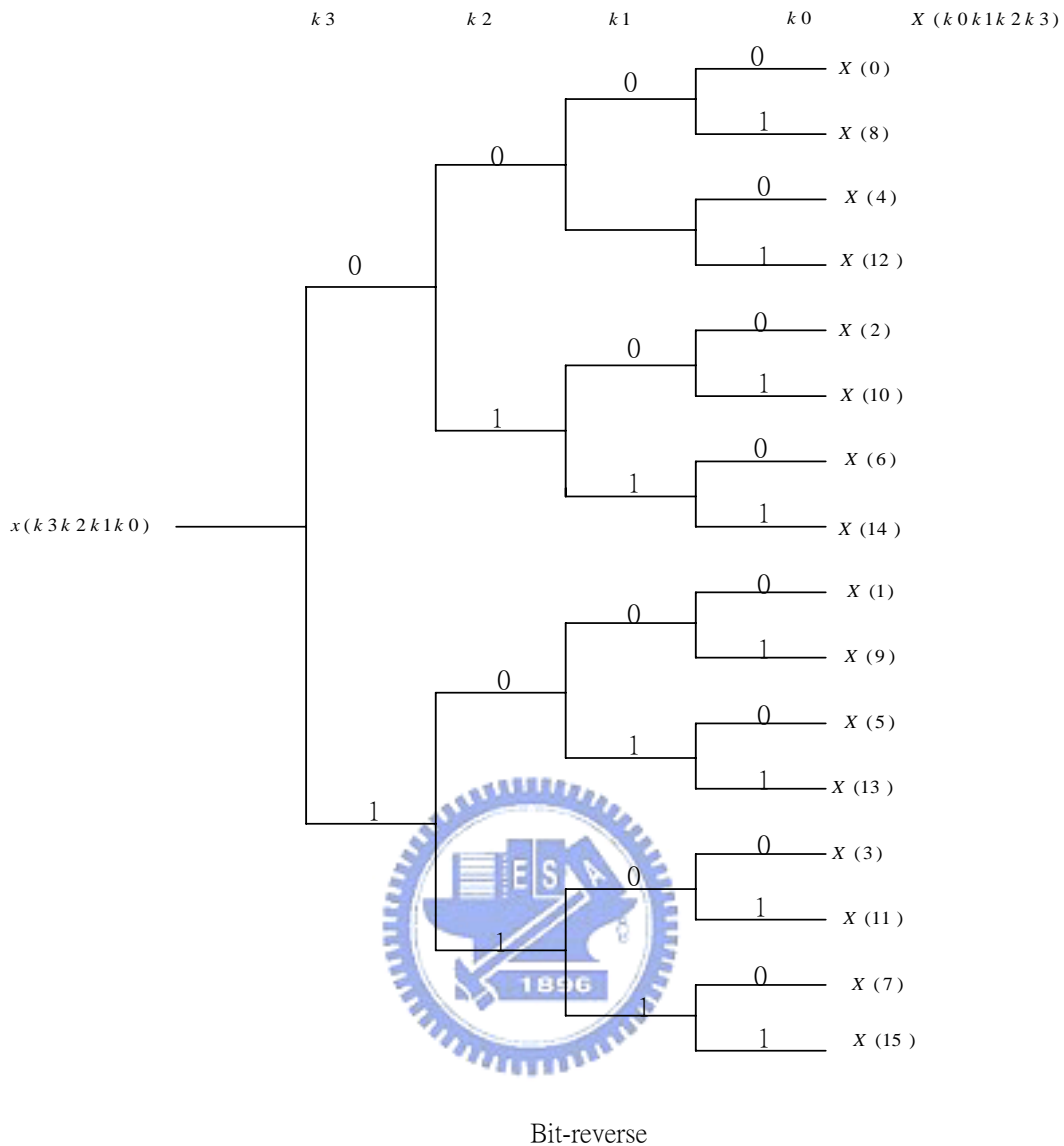 k3 k2 k1 k0 X (k0k1k2k3)
0 X (0)
0
1 X (8)
0
0 X (4)
1 X (12)
0
0 X (2)
0
1 X (10)
1
0 X (6)
1
1 X (14)
x(k3k2k1k0)
0 X (1)
0
1 X (9)
0
0 X (5)
1
1 X (13)
1
0 X (3)
E S A
0
1 X (11)
1
0 X (7)
1896
1
1 X (15)
Bit-reverse